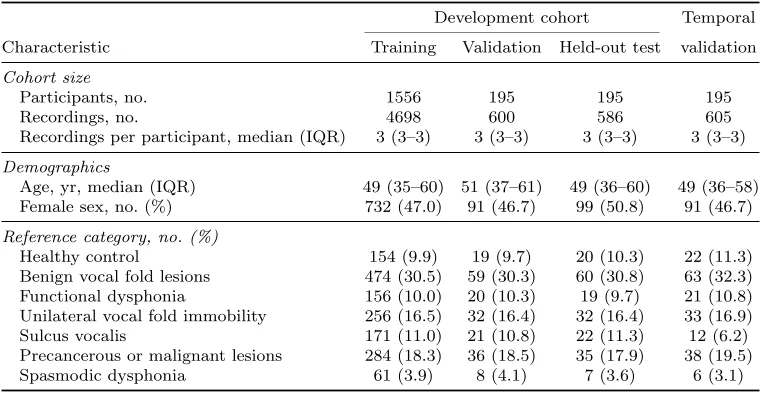 Development cohort Temporal
Characteristic Training Validation Held-out test validation
Cohort size
Participants, no. 1556 195 195 195
Recordings, no. 4698 600 586 605
Recordings per participant, median (IQR) 3 (3–3) 3 (3–3) 3 (3–3) 3 (3–3)
Demographics
Age, yr, median (IQR) 49 (35–60) 51 (37–61) 49 (36–60) 49 (36–58)
Female sex, no. (%) 732 (47.0) 91 (46.7) 99 (50.8) 91 (46.7)
Reference category, no. (%)
Healthy control 154 (9.9) 19 (9.7) 20 (10.3) 22 (11.3)
Benign vocal fold lesions 474 (30.5) 59 (30.3) 60 (30.8) 63 (32.3)
Functional dysphonia 156 (10.0) 20 (10.3) 19 (9.7) 21 (10.8)
Unilateral vocal fold immobility 256 (16.5) 32 (16.4) 32 (16.4) 33 (16.9)
Sulcus vocalis 171 (11.0) 21 (10.8) 22 (11.3) 12 (6.2)
Precancerous or malignant lesions 284 (18.3) 36 (18.5) 35 (17.9) 38 (19.5)
Spasmodic dysphonia 61 (3.9) 8 (4.1) 7 (3.6) 6 (3.1)